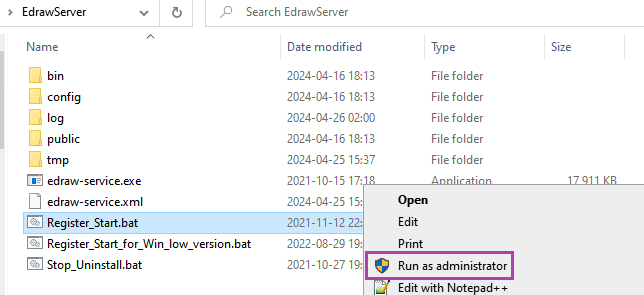 EdrawServer
Search EdrawServer
Name Date modified Type Size
bin 2024-04-16 18:13 File folder
config 2024-04-16 18:13 File folder
log 2024-04-26 02:00 File folder
public 2024-04-16 18:13 File folder
tmp 2024-04-25 15:37 File folder
edraw-service.exe 2021-10-15 17:18 Application 17 911 KB
edraw-service.xml 2024-04-25 15:
Register_Start.bat 2021-11-12 22:
Register_Start_for_Win_low_version.bat 2022-08-29 19:
Stop_Uninstall.bat 2021-10-27 19:
Open
Edit
Print
Run as administrator
Edit with Notepad++